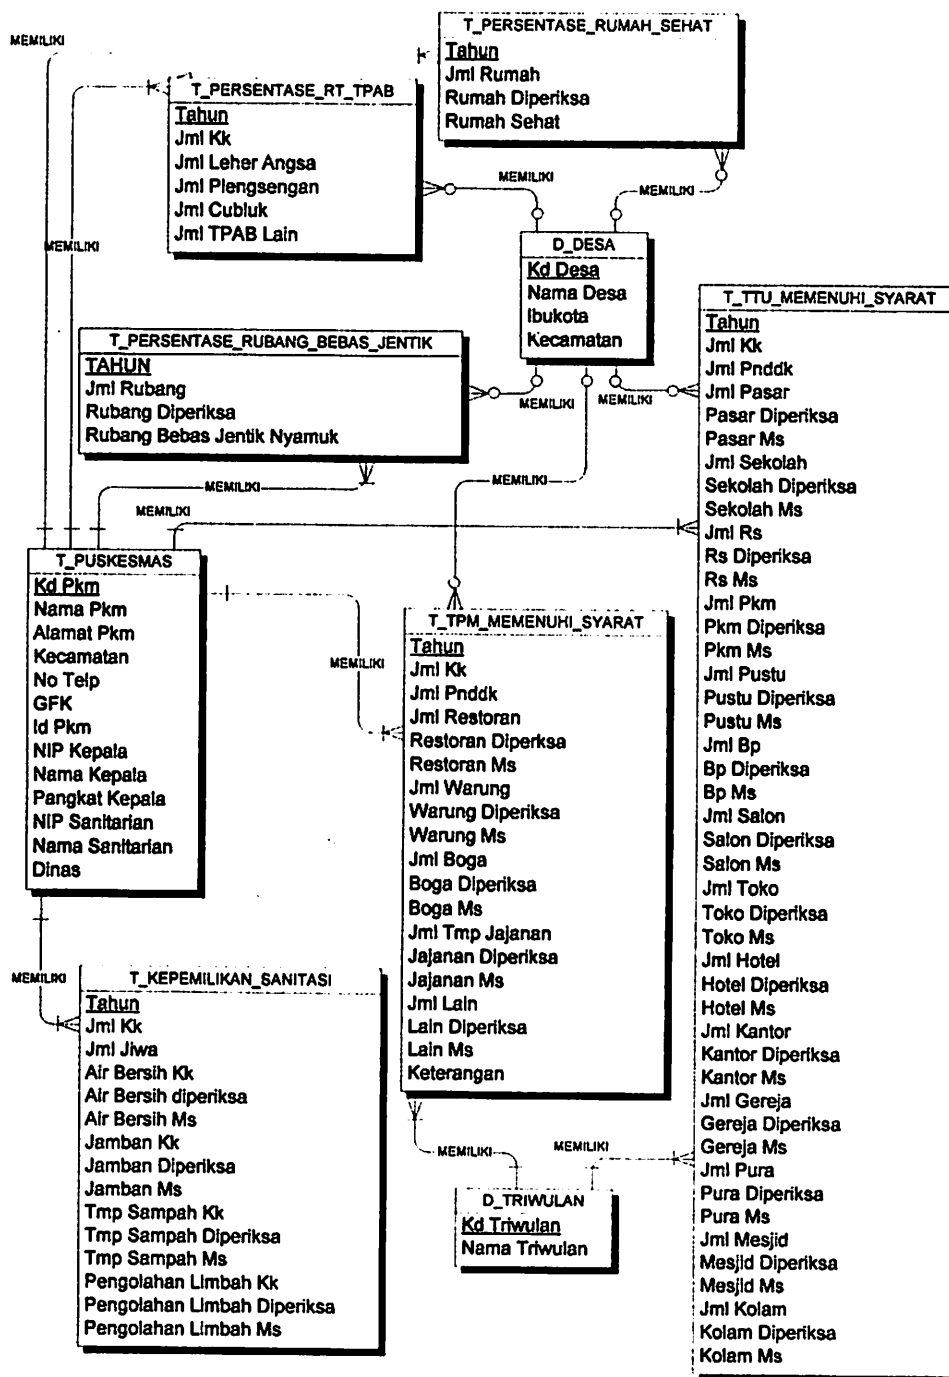 T_PERSENTASE_RUMAH_SEHAT
Tahun
Jml Rumah
Rumah Diperiksa
Rumah Sehat
MEMILIKI
T_PERSENTASE_RT_TPAB
Tahun
Jml Kk
Jml Leher Angsa
Jml Plengsengan
Jml Cubluk
Jml TPAB Lain
MEMILIKI
MEMILIKI
MEMILIKI
D_DESA
Kd Desa
Nama Desa
Ibukota
Kecamatan
T_PERSENTASE_RUBANG_BEBAS_JENTIK
TAHUN
Jml Rubang
Rubang Diperiksa
Rubang Bebas Jentik Nyamuk
MEMILIKI
MEMILIKI
MEMILIKI
MEMILIKI
MEMILIKI
T_TTU_MEMENUHI_SYARAT
Tahun
Jml Kk
Jml Pnddk
Jml Pasar
Pasar Diperiksa
Pasar Ms
Jml Sekolah
Sekolah Diperiksa
Sekolah Ms
Jml Rs
Rs Diperiksa
Rs Ms
Jml Pkm
Pkm Diperiksa
Pkm Ms
Jml Pustu
Pustu Diperiksa
Pustu Ms
Jml Bp
Bp Diperiksa
Bp Ms
Jml Salon
Salon Diperiksa
Salon Ms
Jml Toko
Toko Diperiksa
Toko Ms
Jml Hotel
Hotel Diperiksa
Hotel Ms
Jml Kantor
Kantor Diperiksa
Kantor Ms
Jml Gereja
Gereja Diperiksa
Gereja Ms
Jml Pura
Pura Diperiksa
Pura Ms
Jml Mesjid
Mesjid Diperiksa
Mesjid Ms
Jml Kolam
Kolam Diperiksa
Kolam Ms
T_PUSKESMAS
Kd Pkm
Nama Pkm
Alamat Pkm
Kecamatan
No Telp
GFK
Id Pkm
NIP Kepala
Nama Kepala
Pangkat Kepala
NIP Sanitarian
Nama Sanitarian
Dinas
MEMILIKI
T_TPM_MEMENUHI_SYARAT
Tahun
Jml Kk
Jml Pnddk
Jml Restoran
Restoran Diperksa
Restoran Ms
Jml Warung
Warung Diperiksa
Warung Ms
Jml Boga
Boga Diperiksa
Boga Ms
Jml Tmp Jajanan
Jajanan Diperiksa
Jajanan Ms
Jml Lain
Lain Diperiksa
Lain Ms
Keterangan
MEMILIKI
T_KEPEMILIKAN_SANITASI
Tahun
Jml Kk
Jml Jiwa
Air Bersih Kk
Air Bersih diperiksa
Air Bersih Ms
Jamban Kk
Jamban Diperiksa
Jamban Ms
Tmp Sampah Kk
Tmp Sampah Diperiksa
Tmp Sampah Ms
Pengolahan Limbah Kk
Pengolahan Limbah Diperiksa
Pengolahan Limbah Ms
MEMILIKI
MEMILIKI
D_TRIWULAN
Kd Triwulan
Nama Triwulan